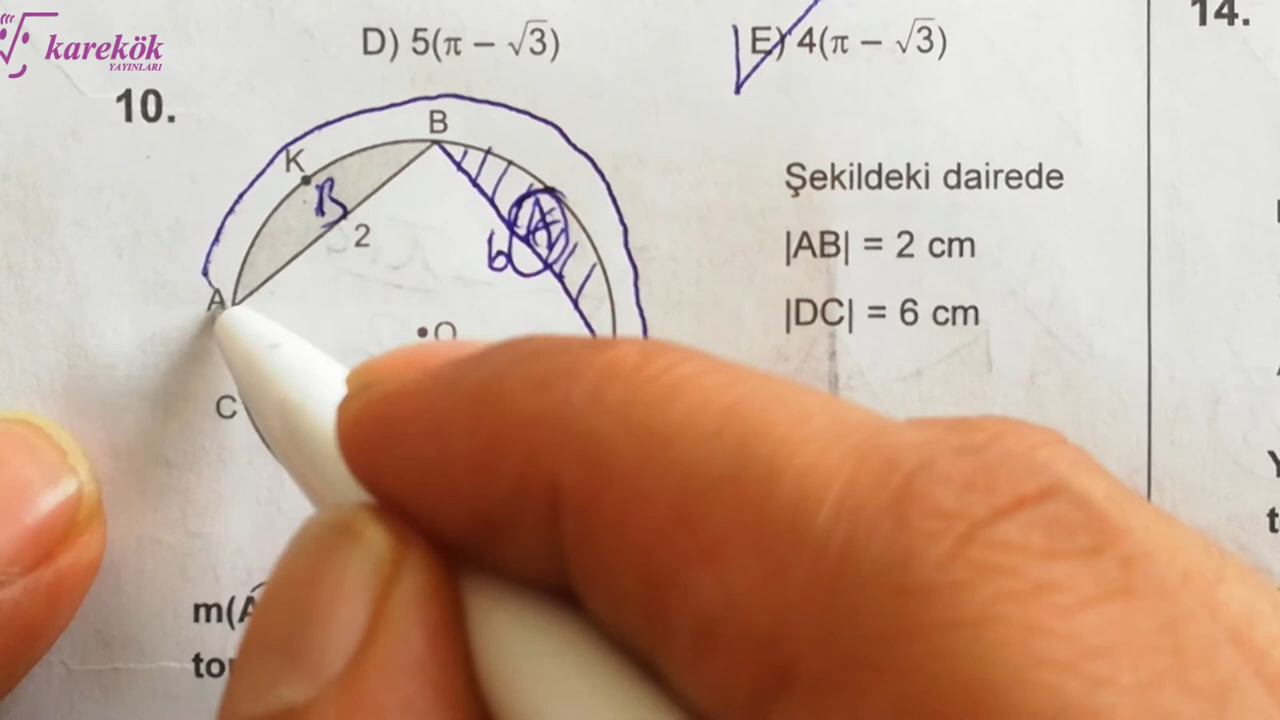 karekök
YAYINLARI
D) 5(π − √3)
E) 4(π − √3)
14.
10.
B
K
B
A
2
6
Şekildeki dairede
|AB| = 2 cm
|DC| = 6 cm
A
O
C
m(A